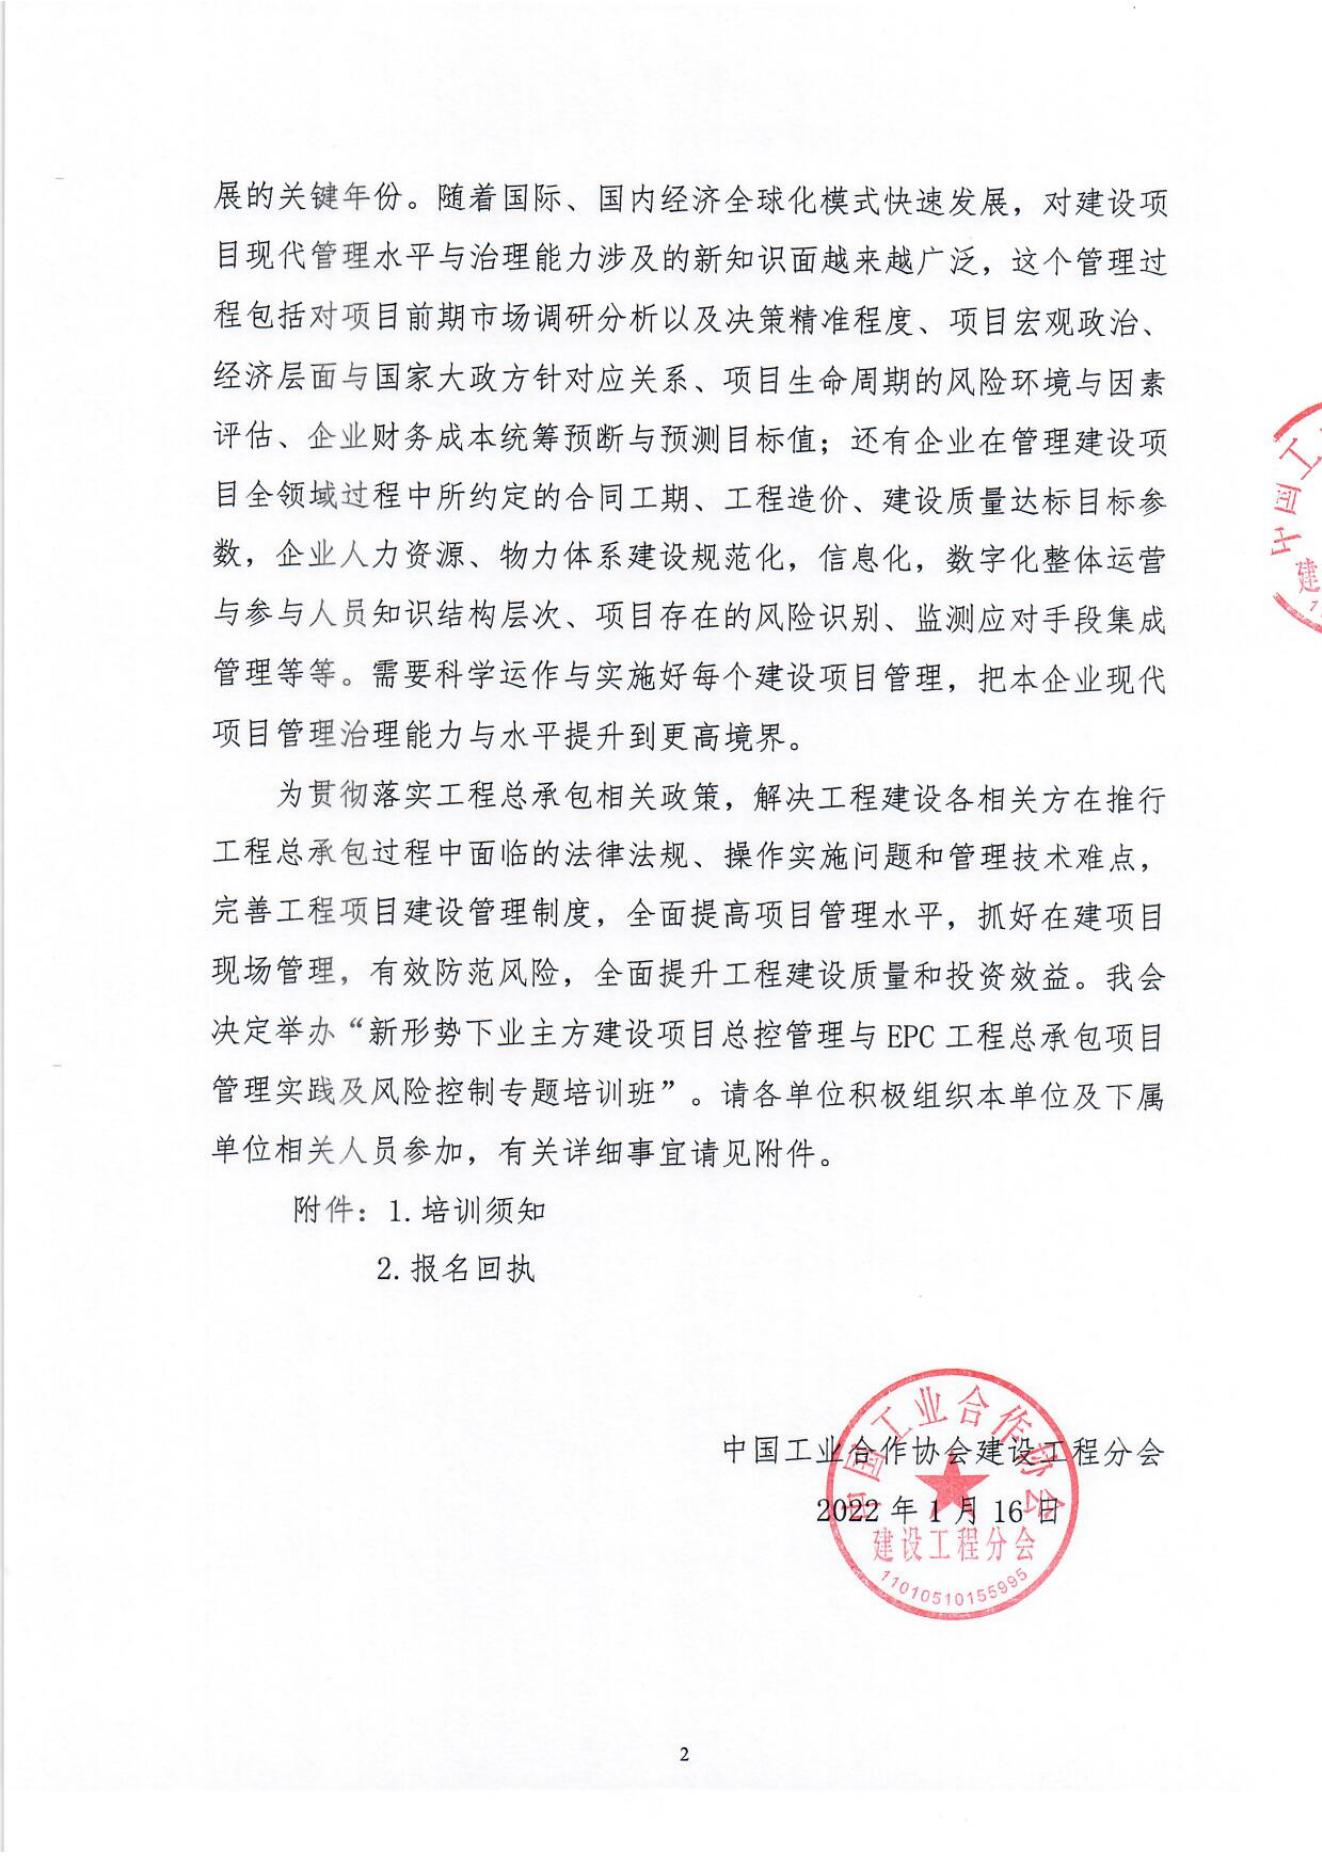 展的关键年份。随着国际、国内经济全球化模式快速发展，对建设项
目现代管理水平与治理能力涉及的新知识面越来越广泛，这个管理过
程包括对项目前期市场调研分析以及决策精准程度、项目宏观政治、
经济层面与国家大政方针对应关系、项目生命周期的风险环境与因素
评估、企业财务成本统筹预断与预测目标值；还有企业在管理建设项
目全领域过程中所约定的合同工期、工程造价、建设质量达标目标参
数，企业人力资源、物力体系建设规范化，信息化，数字化整体运营
与参与人员知识结构层次、项目存在的风险识别、监测应对手段集成
管理等等。需要科学运作与实施好每个建设项目管理，把本企业现代
项目管理治理能力与水平提升到更高境界。
为贯彻落实工程总承包相关政策，解决工程建设各相关方在推行
工程总承包过程中面临的法律法规、操作实施问题和管理技术难点，
完善工程项目建设管理制度，全面提高项目管理水平，抓好在建项目
现场管理，有效防范风险，全面提升工程建设质量和投资效益。我会
决定举办“新形势下业主方建设项目总控管理与 EPC 工程总承包项目
管理实践及风险控制专题培训班”。请各单位积极组织本单位及下属
单位相关人员参加，有关详细事宜请见附件。
附件：1.培训须知
2.报名回执
中国工业合作协会建设工程分会
2022 年 1 月 16 日
中国工业合作协会
建设工程分会
11010510155995
中国工
建
2